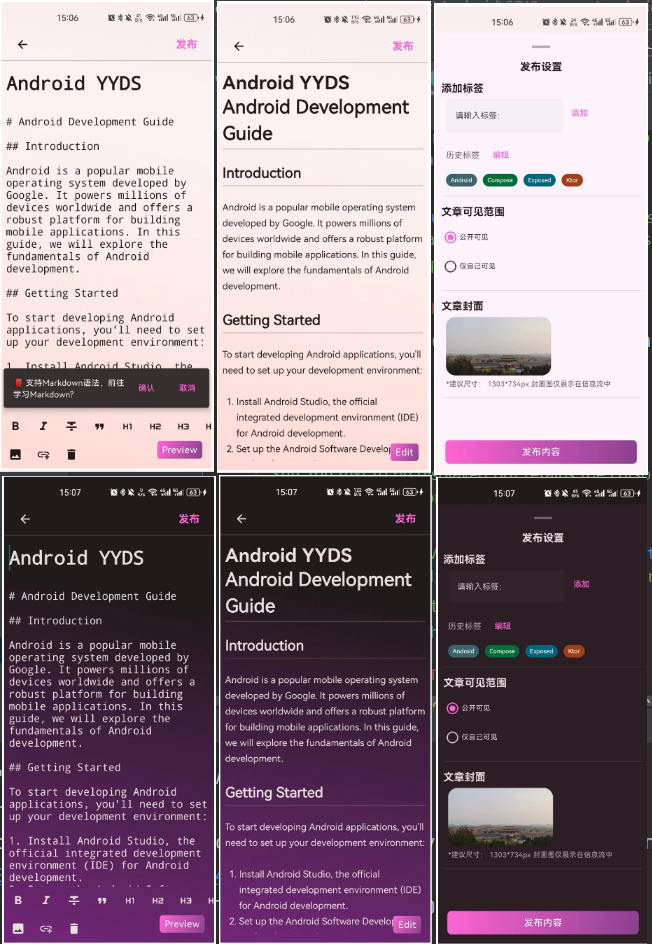 15:06
63
发布
Android YYDS
# Android Development Guide
## Introduction
Android is a popular mobile
operating system developed by
Google. It powers millions of
devices worldwide and offers a
robust platform for building
mobile applications. In this
guide, we will explore the
fundamentals of Android
development.
## Getting Started
To start developing Android
applications, you'll need to set
up your development environment:
1. Install Android Studio, the
支持Markdown语法，前往
学习Markdown?
确认
取消
B I T H1 H2 H3 H
Preview
15:06
63
发布
Android YYDS
Android Development
Guide
Introduction
Android is a popular mobile operating system
developed by Google. It powers millions of
devices worldwide and offers a robust platform
for building mobile applications. In this guide,
we will explore the fundamentals of Android
development.
Getting Started
To start developing Android applications, you'll
need to set up your development environment:
1. Install Android Studio, the official
integrated development environment (IDE)
for Android development.
2. Set up the Android Software Develop
Edit
15:06
63
发布设置
添加标签
请输入标签:
添加
历史标签 编辑
Android Compose Exposed Ktor
文章可见范围
公开可见
仅自己可见
文章封面
*建议尺寸: 1303*734px 封面图仅展示在信息流中
发布内容
15:07
63
发布
Android YYDS
# Android Development Guide
## Introduction
Android is a popular mobile
operating system developed by
Google. It powers millions of
devices worldwide and offers a
robust platform for building
mobile applications. In this
guide, we will explore the
fundamentals of Android
development.
## Getting Started
To start developing Android
applications, you'll need to set
up your development environment:
1. Install Android Studio, the
official integrated development
environment (IDE) for Android
development.
B I T H1 H2 H3 H
Preview
15:07
63
发布
Android YYDS
Android Development
Guide
Introduction
Android is a popular mobile operating system
developed by Google. It powers millions of
devices worldwide and offers a robust platform
for building mobile applications. In this guide,
we will explore the fundamentals of Android
development.
Getting Started
To start developing Android applications, you'll
need to set up your development environment:
1. Install Android Studio, the official
integrated development environment (IDE)
for Android development.
2. Set up the Android Software Develop
Edit
15:07
63
发布设置
添加标签
请输入标签:
添加
历史标签 编辑
Android Compose Exposed Ktor
文章可见范围
公开可见
仅自己可见
文章封面
*建议尺寸: 1303*734px 封面图仅展示在信息流中
发布内容